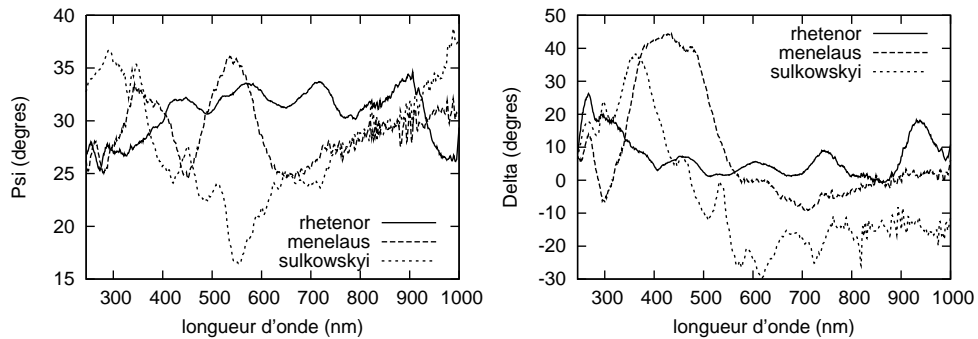 40
35
30
25
20
15
Psi (degres)
rhetenor
menelaus
sulkowskyi
300 400 500 600 700 800 900 1000
longueur d'onde (nm)
50
40
30
20
10
0
-10
-20
-30
Delta (degres)
rhetenor
menelaus
sulkowskyi
300 400 500 600 700 800 900 1000
longueur d'onde (nm)